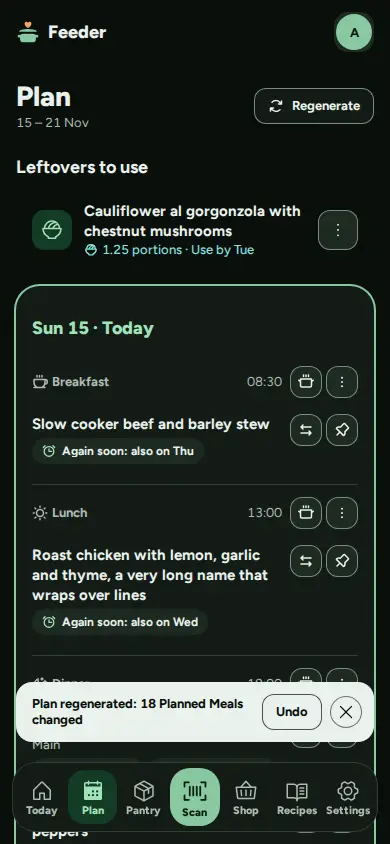 Feeder
A
Plan
15 – 21 Nov
Regenerate
Leftovers to use
Cauliflower al gorgonzola with
chestnut mushrooms
1.25 portions · Use by Tue
Sun 15 · Today
Breakfast
08:30
Slow cooker beef and barley stew
Again soon: also on Thu
Lunch
13:00
Roast chicken with lemon, garlic
and thyme, a very long name that
wraps over lines
Again soon: also on Wed
Plan regenerated: 18 Planned Meals
changed
Undo
Main
Today
Plan
Pantry
Scan
Shop
Recipes
Settings
peppers